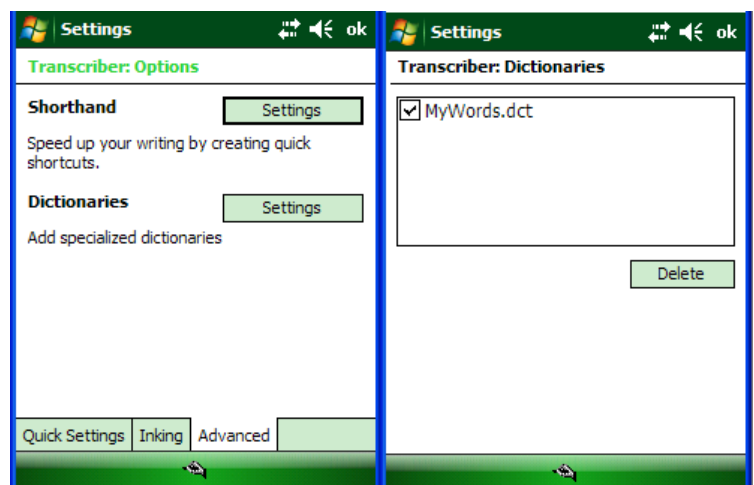 Settings ok
Transcriber: Options
Shorthand Settings
Speed up your writing by creating quick
shortcuts.
Dictionaries Settings
Add specialized dictionaries
Quick Settings Inking Advanced
Settings ok
Transcriber: Dictionaries
MyWords.dct
Delete